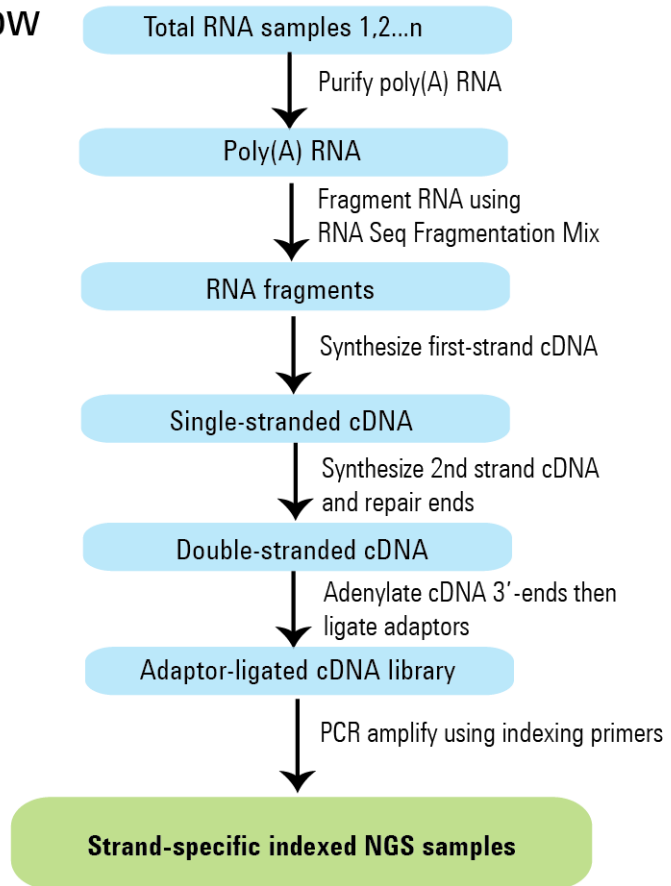 ow
Total RNA samples 1,2...n
Purify poly(A) RNA
Poly(A) RNA
Fragment RNA using
RNA Seq Fragmentation Mix
RNA fragments
Synthesize first-strand cDNA
Single-stranded cDNA
Synthesize 2nd strand cDNA
and repair ends
Double-stranded cDNA
Adenylate cDNA 3′-ends then
ligate adaptors
Adaptor-ligated cDNA library
PCR amplify using indexing primers
Strand-specific indexed NGS samples